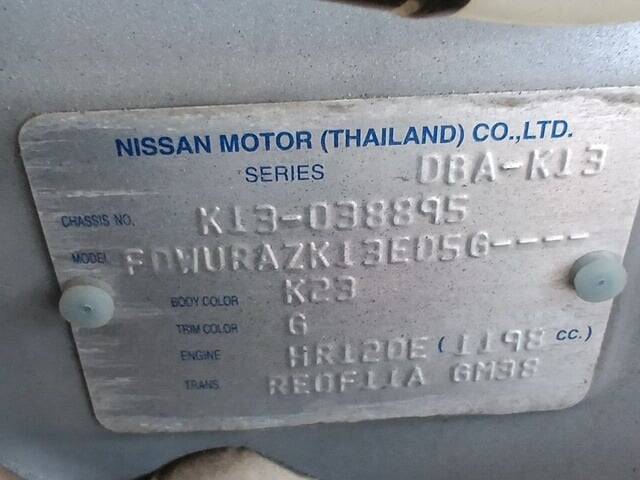 NISSAN MOTOR (THAILAND) CO.,LTD.
SERIES DBA-K13
CHASSIS NO. K13-038895
MODEL FDWURAZK13E05G----
BODY COLOR K23
TRIM COLOR G
ENGINE HR12DE (1198 CC.)
TRANS RE0F11A GM38